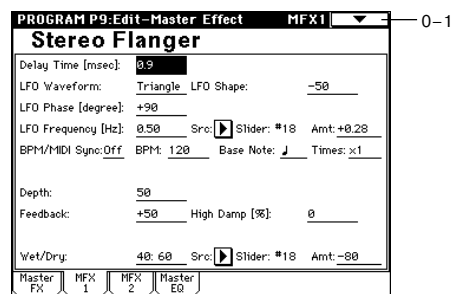 PROGRAM P9:Edit-Master Effect MFX1
0-1
Stereo Flanger
Delay Time [msec]: 0.9
LFO Waveform: Triangle LFO Shape: -50
LFO Phase [degree]: +90
LFO Frequency [Hz]: 0.50 Src: Slider: #18 Amt: +0.28
BPM/MIDI Sync: Off BPM: 120 Base Note: ♩ Times: x1
Depth: 50
Feedback: +50 High Damp [%]: 0
Wet/Dry: 40: 60 Src: Slider: #18 Amt: -80
Master FX MFX 1 MFX 2 Master EQ